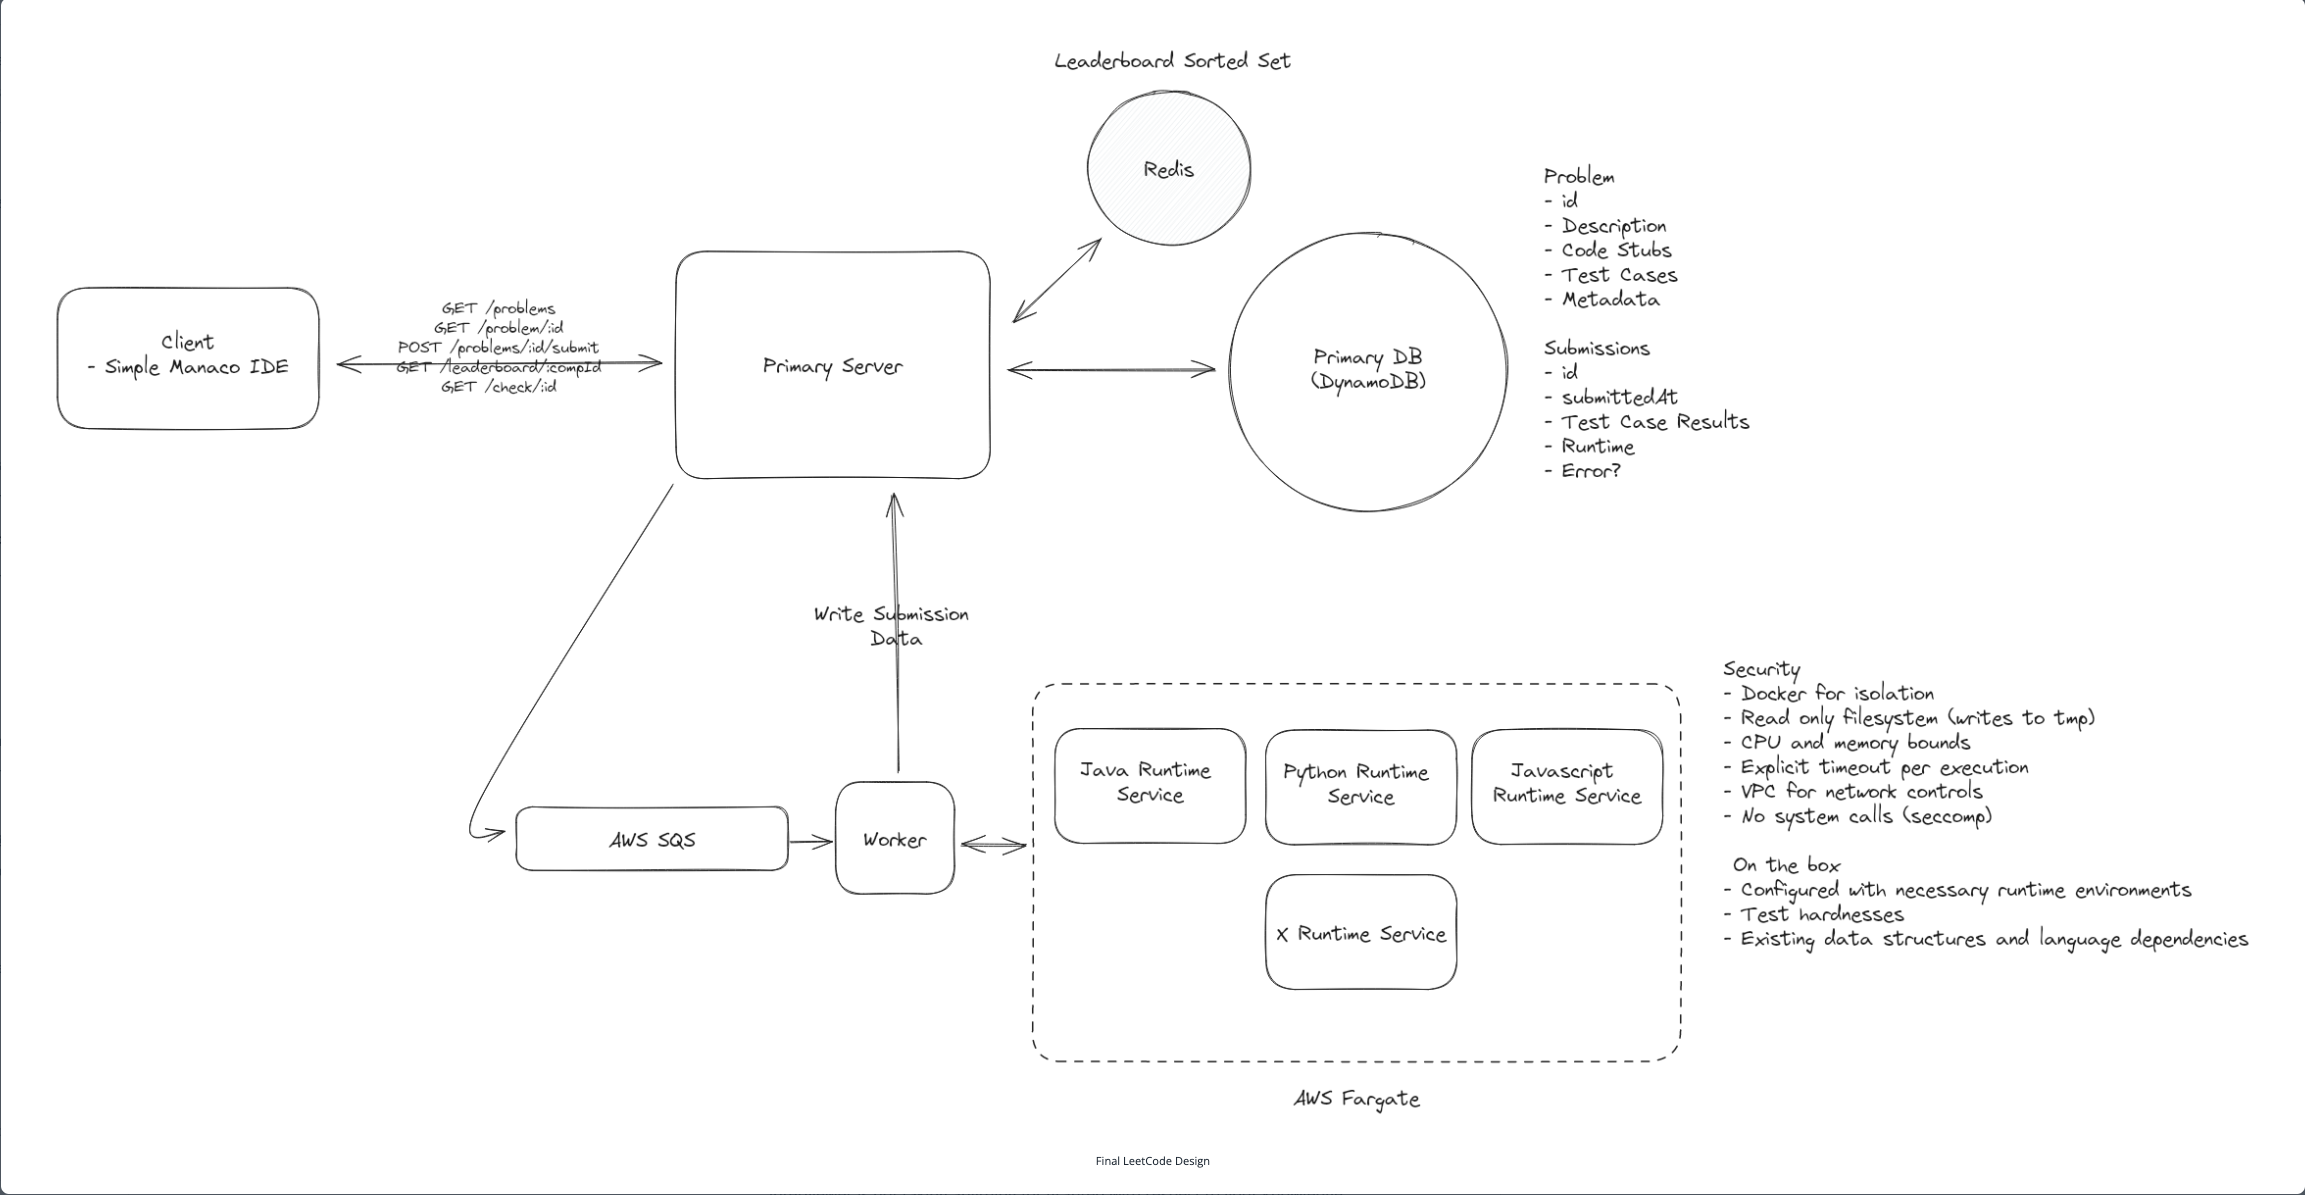 Leaderboard Sorted Set
Redis
Client
- Simple Manaco IDE
GET /problems
GET /problem/:id
POST /problems/:id/submit
GET /leaderboard/:compId
GET /check/:id
Primary Server
Primary DB
(DynamoDB)
Problem
- id
- Description
- Code Stubs
- Test Cases
- Metadata
Submissions
- id
- submittedAt
- Test Case Results
- Runtime
- Error?
Write Submission
Data
AWS SQS
Worker
Java Runtime
Service
Python Runtime
Service
Javascript
Runtime Service
X Runtime Service
AWS Fargate
Security
- Docker for isolation
- Read only filesystem (writes to tmp)
- CPU and memory bounds
- Explicit timeout per execution
- VPC for network controls
- No system calls (seccomp)
On the box
- Configured with necessary runtime environments
- Test hardnesses
- Existing data structures and language dependencies
Final LeetCode Design